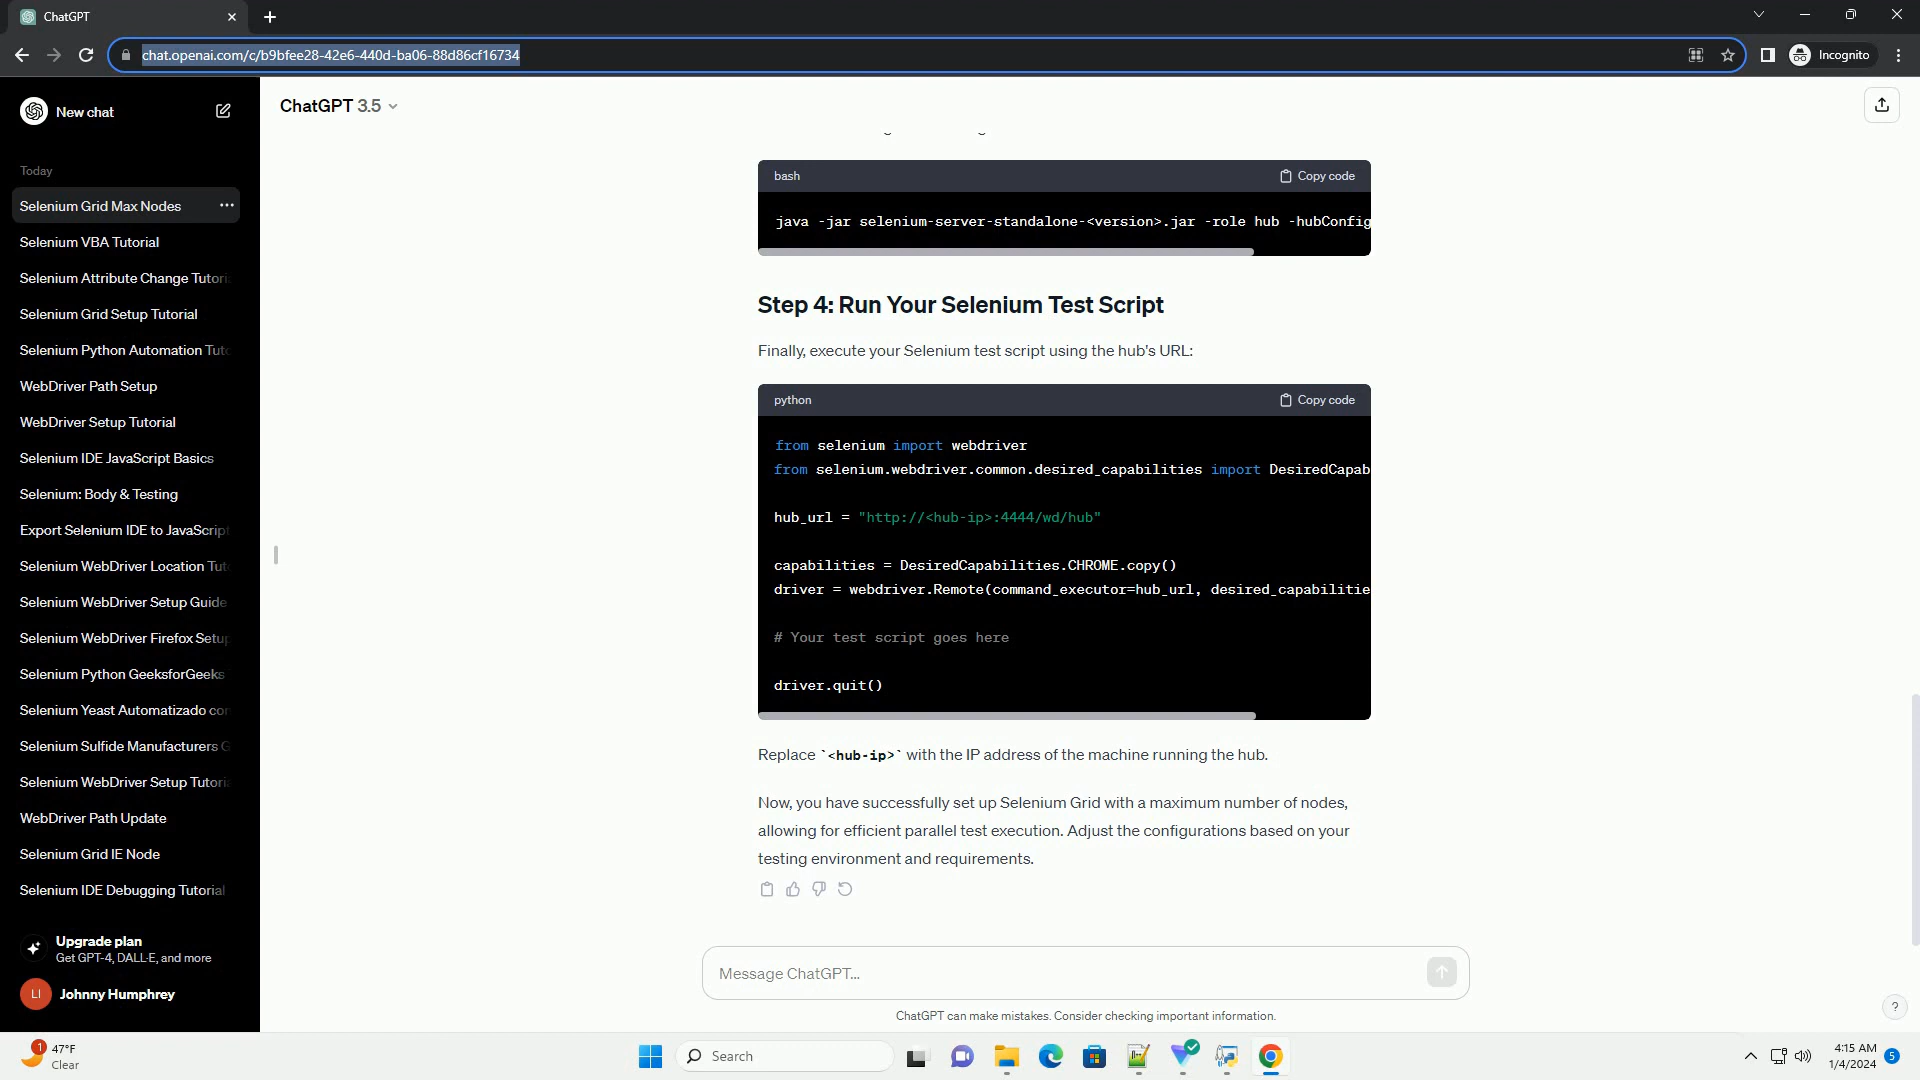 ChatGPT
chat.openai.com/c/b9bfee28-42e6-440d-ba06-88d86cf16734
Incognito
New chat
ChatGPT 3.5
Today
Selenium Grid Max Nodes
Selenium VBA Tutorial
Selenium Attribute Change Tutori
Selenium Grid Setup Tutorial
Selenium Python Automation Tuto
WebDriver Path Setup
WebDriver Setup Tutorial
Selenium IDE JavaScript Basics
Selenium: Body & Testing
Export Selenium IDE to JavaScript
Selenium WebDriver Location Tuto
Selenium WebDriver Setup Guide
Selenium WebDriver Firefox Setup
Selenium Python GeeksforGeeks
Selenium Yeast Automatizado con
Selenium Sulfide Manufacturers G
Selenium WebDriver Setup Tutoria
WebDriver Path Update
Selenium Grid IE Node
Selenium IDE Debugging Tutorial
Upgrade plan
Get GPT-4, DALL·E, and more
LI
Johnny Humphrey
bash
Copy code
java -jar selenium-server-standalone-<version>.jar -role hub -hubConfig
Step 4: Run Your Selenium Test Script
Finally, execute your Selenium test script using the hub's URL:
python
Copy code
from selenium import webdriver
from selenium.webdriver.common.desired_capabilities import DesiredCapab
hub_url = "http://<hub-ip>:4444/wd/hub"
capabilities = DesiredCapabilities.CHROME.copy()
driver = webdriver.Remote(command_executor=hub_url, desired_capabilitie
# Your test script goes here
driver.quit()
Replace `<hub-ip>` with the IP address of the machine running the hub.
Now, you have successfully set up Selenium Grid with a maximum number of nodes,
allowing for efficient parallel test execution. Adjust the configurations based on your
testing environment and requirements.
Message ChatGPT...
ChatGPT can make mistakes. Consider checking important information.
?
1
47°F
Clear
Search
4:15 AM
1/4/2024
5